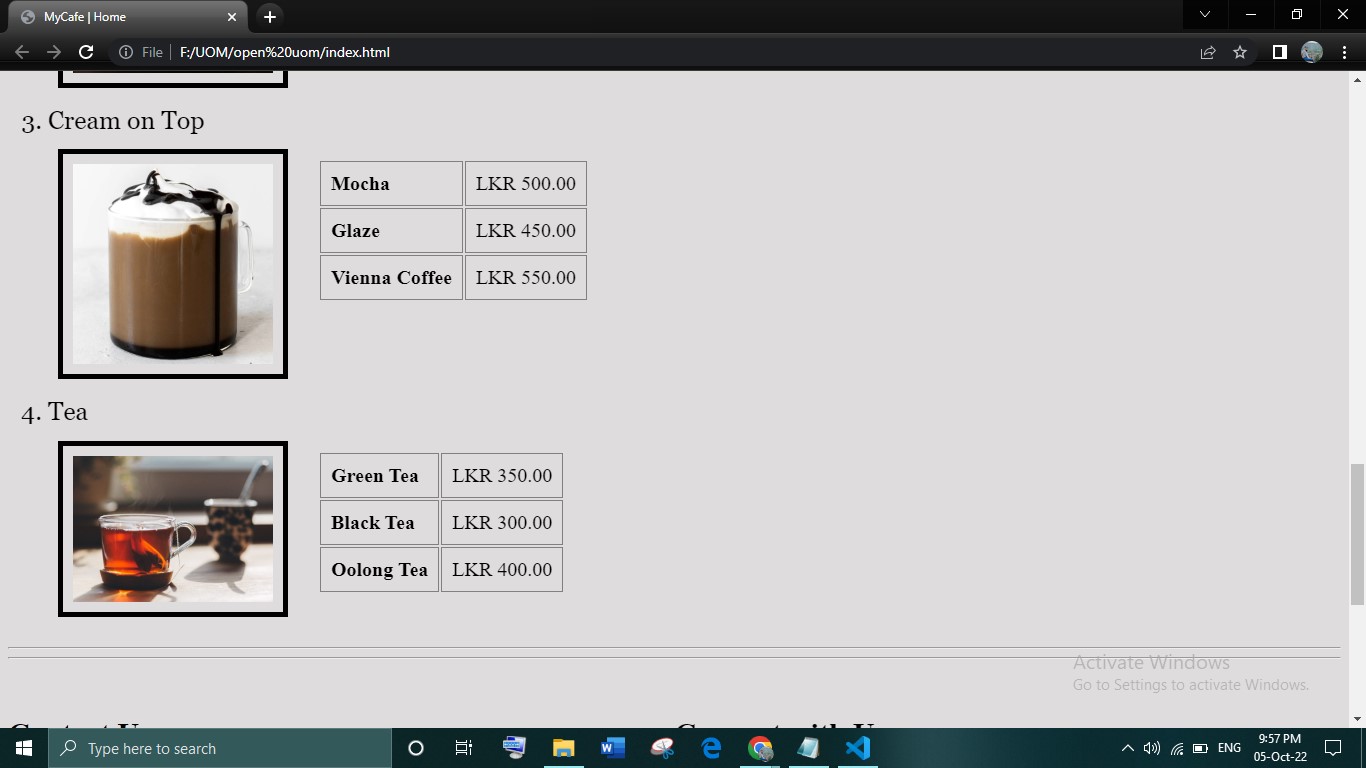 MyCafe | Home
File
F:/UOM/open%20uom/index.html
3. Cream on Top
Mocha LKR 500.00
Glaze LKR 450.00
Vienna Coffee LKR 550.00
4. Tea
Green Tea LKR 350.00
Black Tea LKR 300.00
Oolong Tea LKR 400.00
Activate Windows
Go to Settings to activate Windows.
Type here to search
ENG
9:57 PM
05-Oct-22